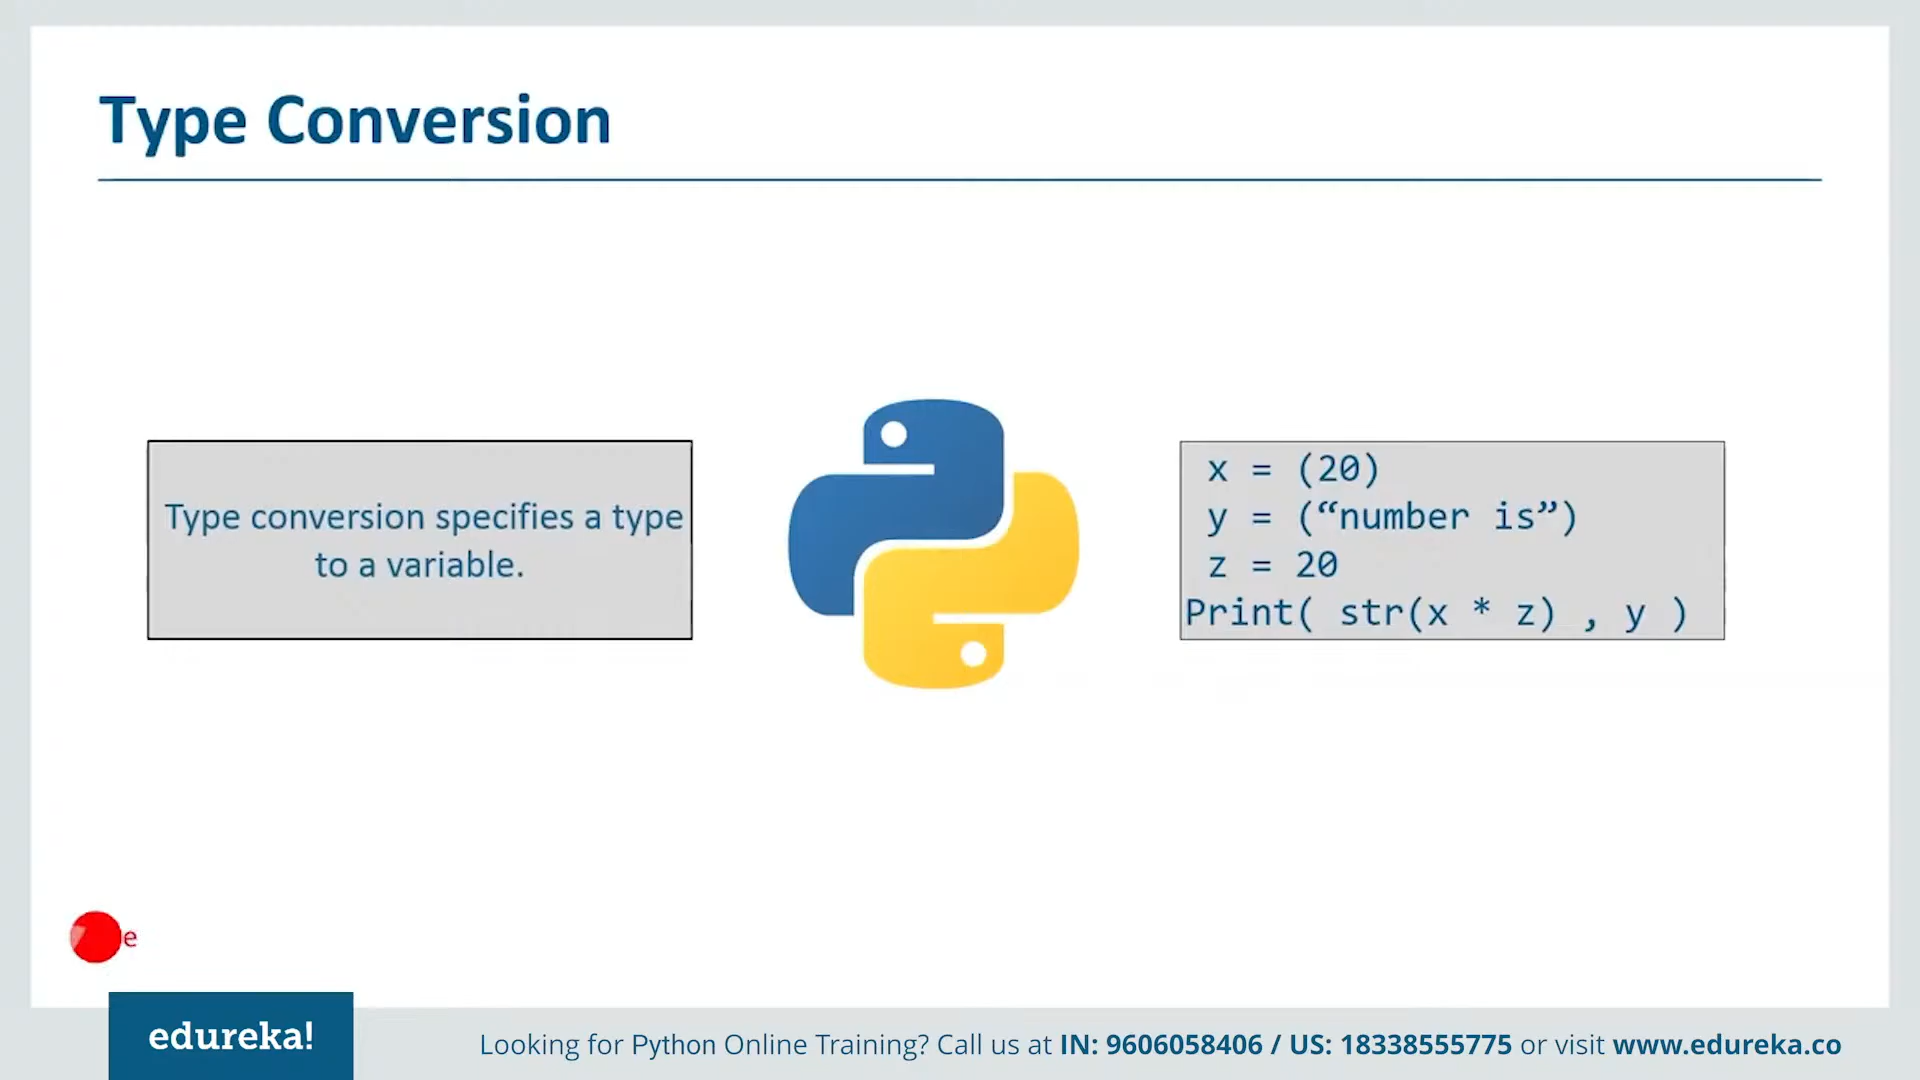 Type Conversion
Type conversion specifies a type
to a variable.
x = (20)
y = (“number is”)
z = 20
Print( str(x * z) , y )
e
edureka!
Looking for Python Online Training? Call us at IN: 9606058406 / US: 18338555775 or visit www.edureka.co